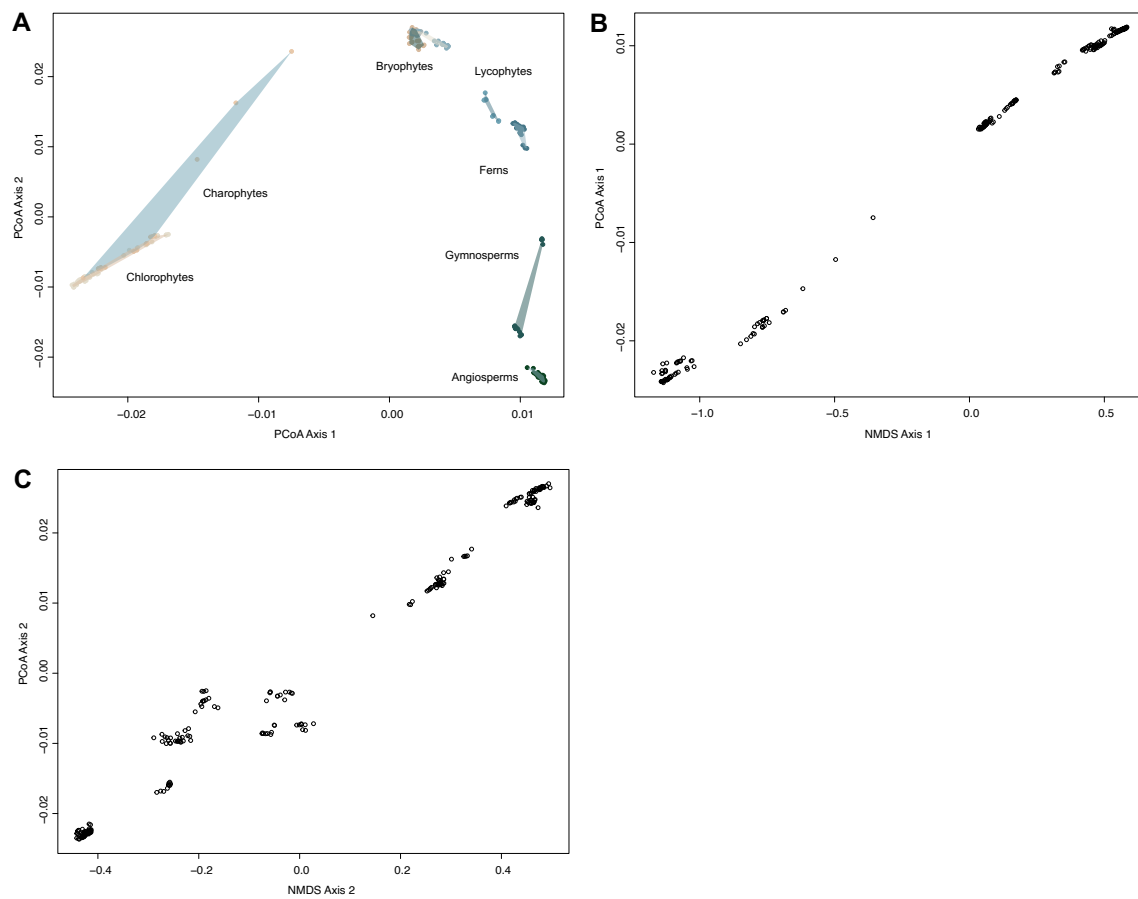 A
Bryophytes
Lycophytes
Ferns
Charophytes
Chlorophytes
Gymnosperms
Angiosperms
0.02
0.01
0.00
−0.01
−0.02
PCoA Axis 2
−0.02
−0.01
0.00
0.01
PCoA Axis 1
B
0.01
0.00
−0.01
−0.02
PCoA Axis 1
−1.0
−0.5
0.0
0.5
NMDS Axis 1
C
0.02
0.01
0.00
−0.01
−0.02
PCoA Axis 2
−0.4
−0.2
0.0
0.2
0.4
NMDS Axis 2